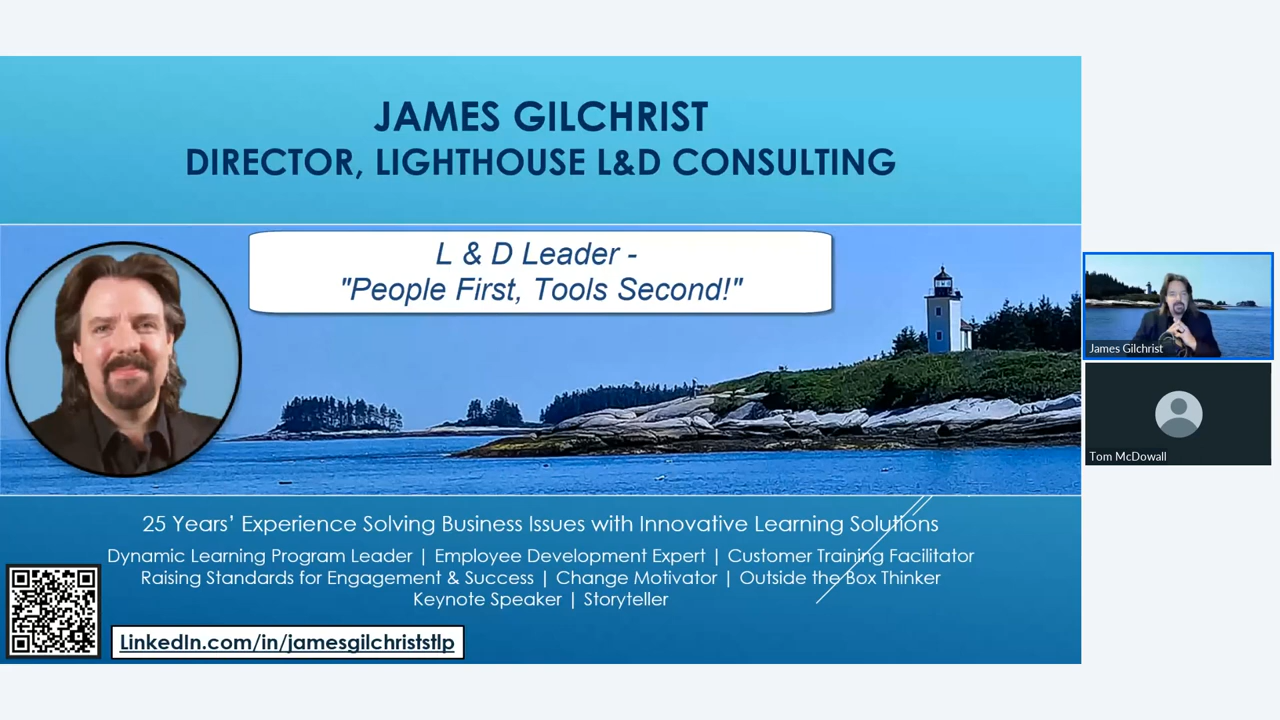 JAMES GILCHRIST
DIRECTOR, LIGHTHOUSE L&D CONSULTING
L & D Leader -
"People First, Tools Second!"
25 Years’ Experience Solving Business Issues with Innovative Learning Solutions
Dynamic Learning Program Leader | Employee Development Expert | Customer Training Facilitator
Raising Standards for Engagement & Success | Change Motivator | Outside the Box Thinker
Keynote Speaker | Storyteller
LinkedIn.com/in/jamesgilchriststlp
James Gilchrist
Tom McDowall